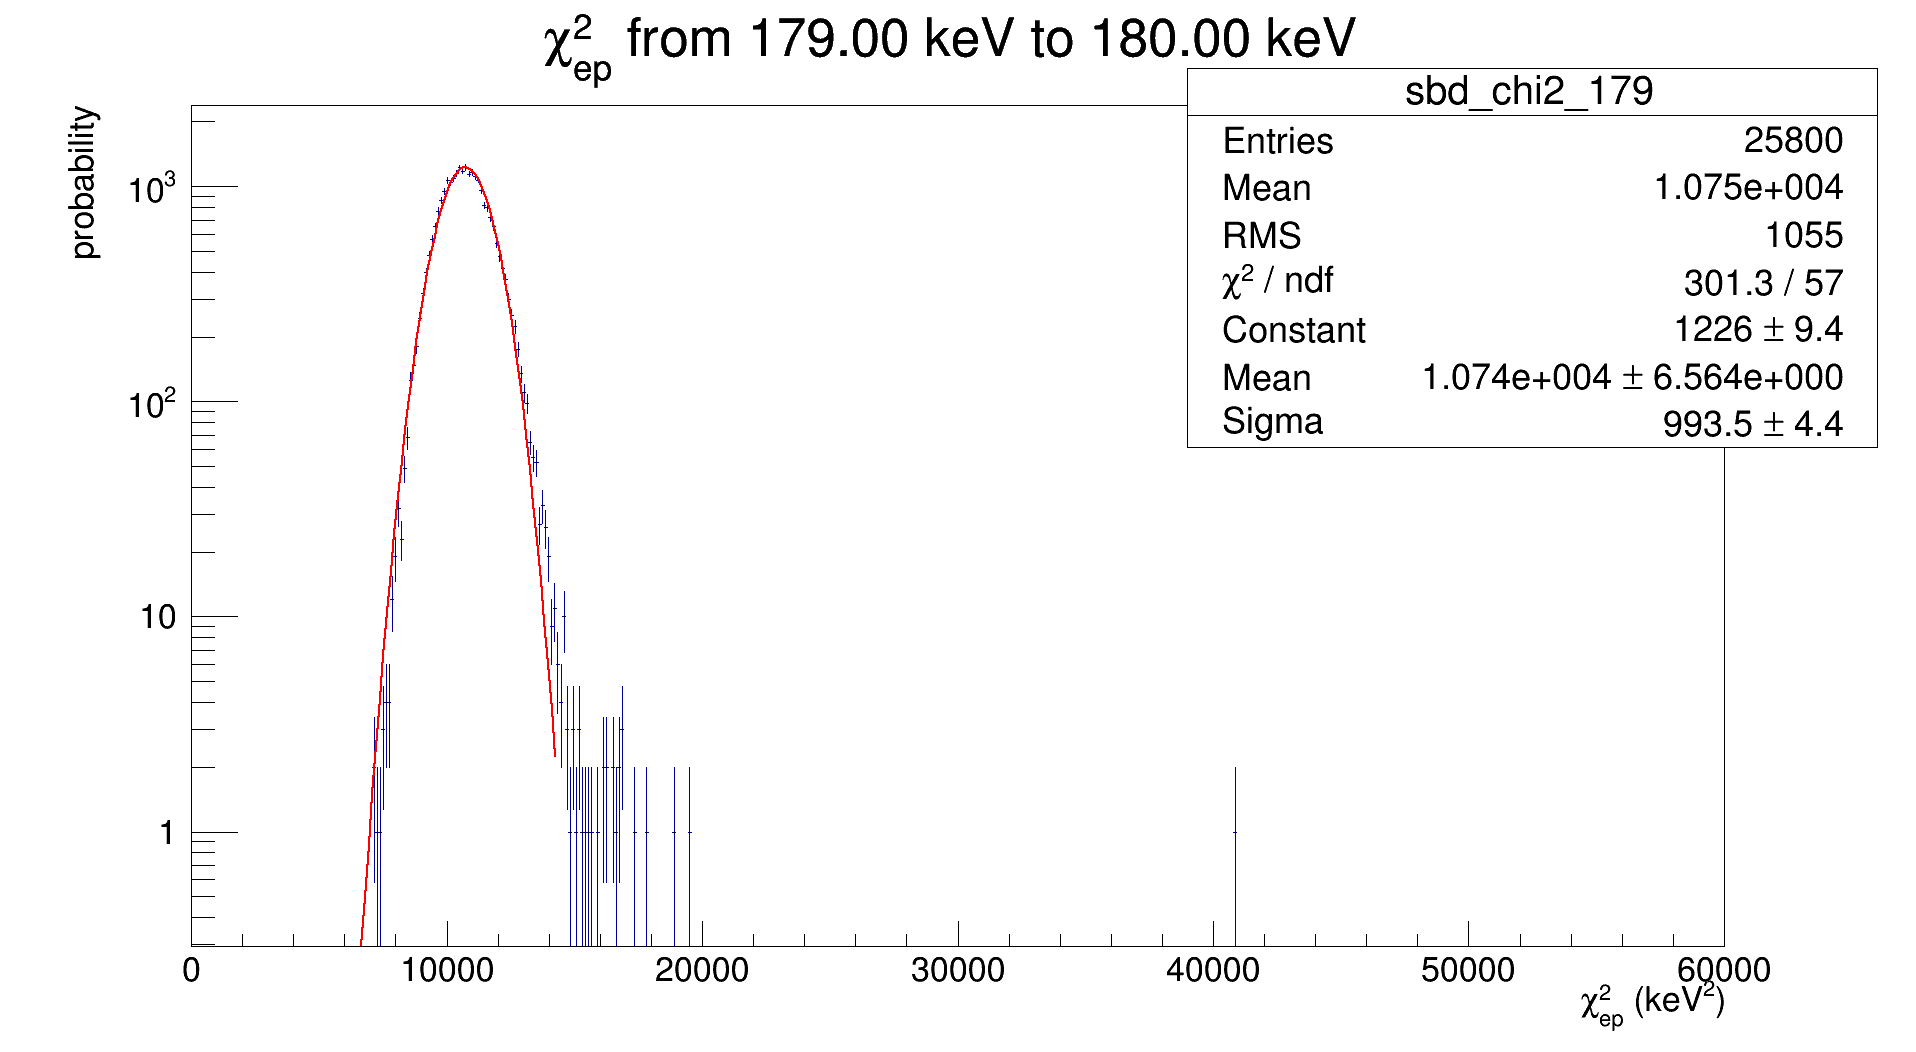 χ²ep from 179.00 keV to 180.00 keV
sbd_chi2_179
Entries 25800
Mean 1.075e+004
RMS 1055
χ² / ndf 301.3 / 57
Constant 1226 ± 9.4
Mean 1.074e+004 ± 6.564e+000
Sigma 993.5 ± 4.4
probability
10³
10²
10
1
0 10000 20000 30000 40000 50000 60000
χ²ep (keV²)